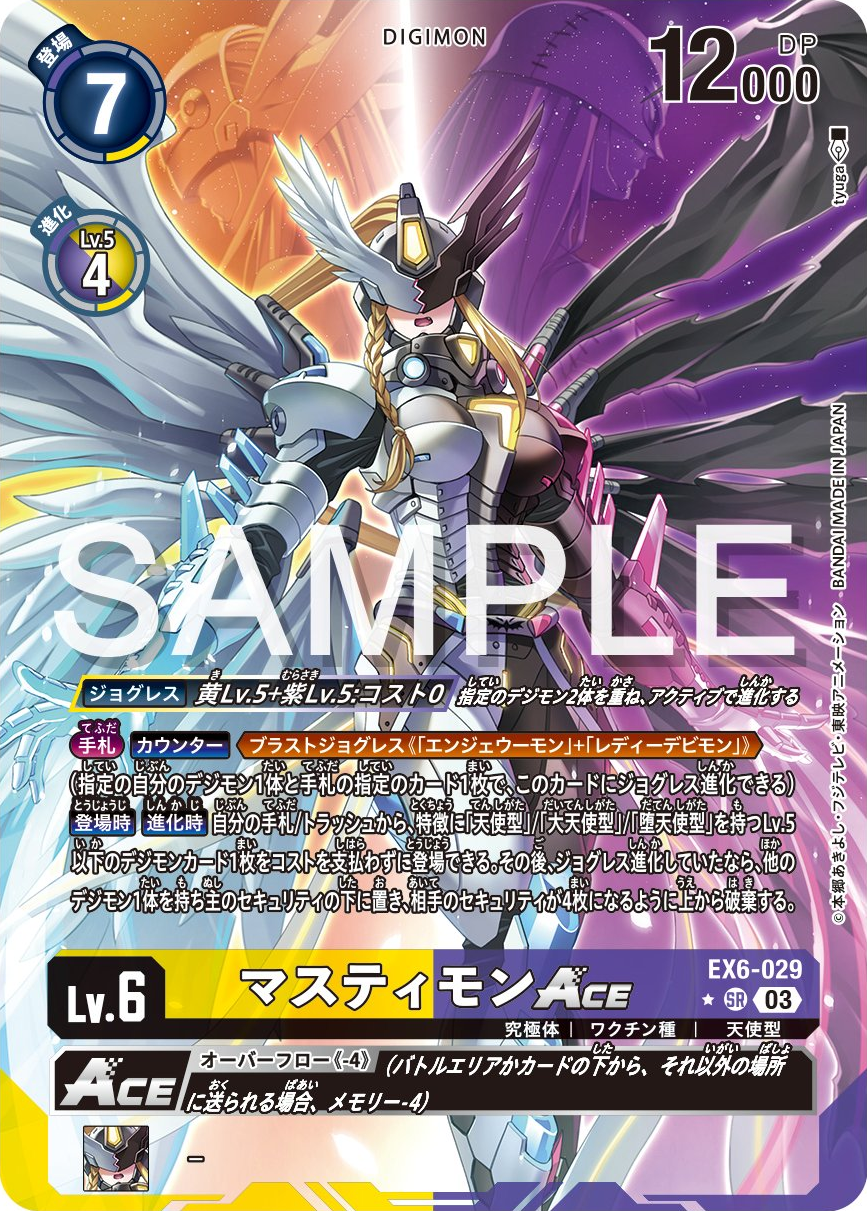 DIGIMON
登場
7
12000
DP
進化
Lv.5
4
tyuga
SAMPLE
ジョグレス 黄Lv.5+紫Lv.5:コスト0 指定のデジモン2体を重ね、アクティブで進化する
手札 カウンター ブラストジョグレス《「エンジェウーモン」+「レディーデビモン」》
(指定の自分のデジモン1体と手札の指定のカード1枚で、このカードにジョグレス進化できる)
登場時 進化時 自分の手札/トラッシュから、特徴に「天使型」/「大天使型」/「堕天使型」を持つLv.5
以下のデジモンカード1枚をコストを支払わずに登場できる。その後、ジョグレス進化していたなら、他の
デジモン1体を持ち主のセキュリティの下に置き、相手のセキュリティが4枚になるように上から破棄する。
©本郷あきよし・フジテレビ・東映アニメーション BANDAI MADE IN JAPAN
Lv.6
マスティモンACE
EX6-029
SR 03
究極体 | ワクチン種 | 天使型
ACE
オーバーフロー《-4》 (バトルエリアかカードの下から、それ以外の場所
に送られる場合、メモリー-4)
–